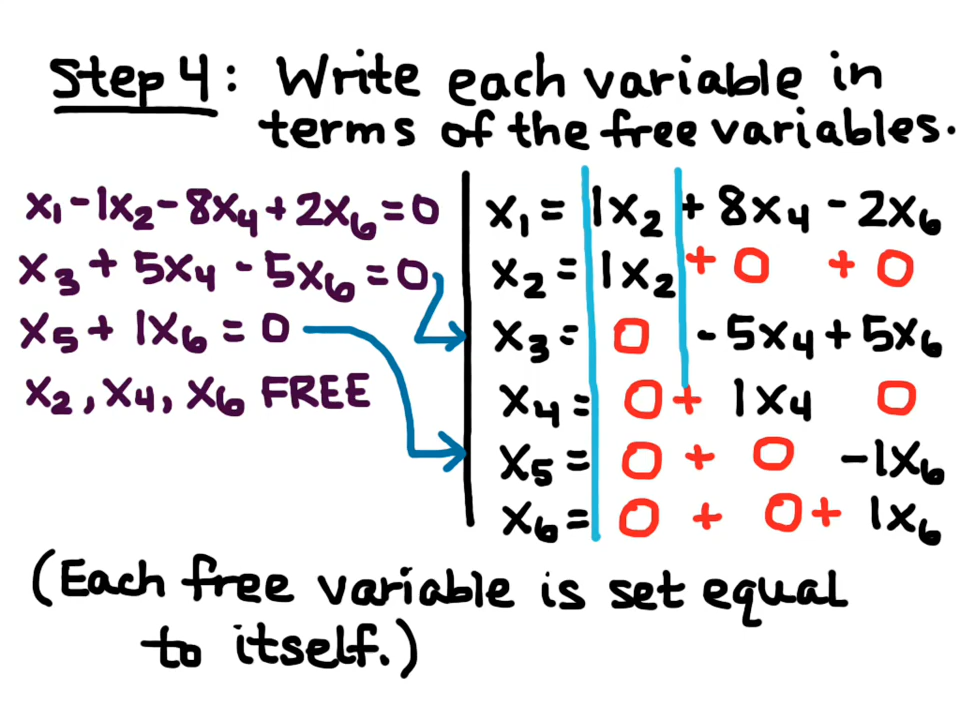 Step 4: Write each variable in
terms of the free variables.
x₁ - 1x₂ - 8x₄ + 2x₆ = 0
x₃ + 5x₄ - 5x₆ = 0
x₅ + 1x₆ = 0
x₂, x₄, x₆ FREE
x₁ = 1x₂ + 8x₄ - 2x₆
x₂ = 1x₂ + 0 + 0
x₃ = 0 - 5x₄ + 5x₆
x₄ = 0 + 1x₄ 0
x₅ = 0 + 0 - 1x₆
x₆ = 0 + 0 + 1x₆
(Each free variable is set equal
to itself.)